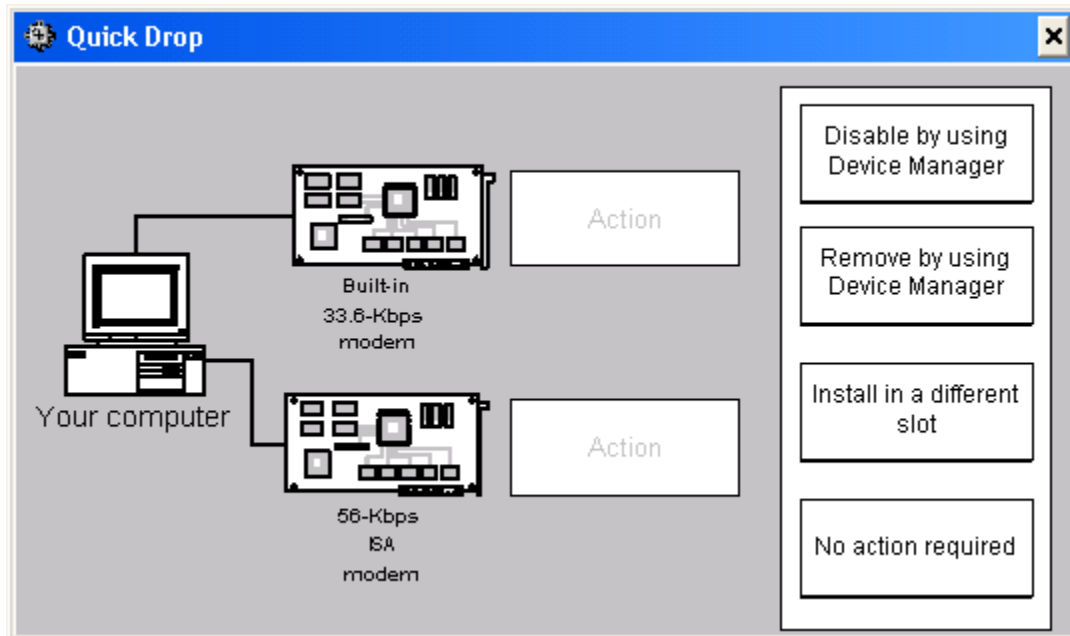 Quick Drop
Action
Built-in
33.6-Kbps
modem
Your computer
Action
56-Kbps
ISA
modem
Disable by using
Device Manager
Remove by using
Device Manager
Install in a different
slot
No action required